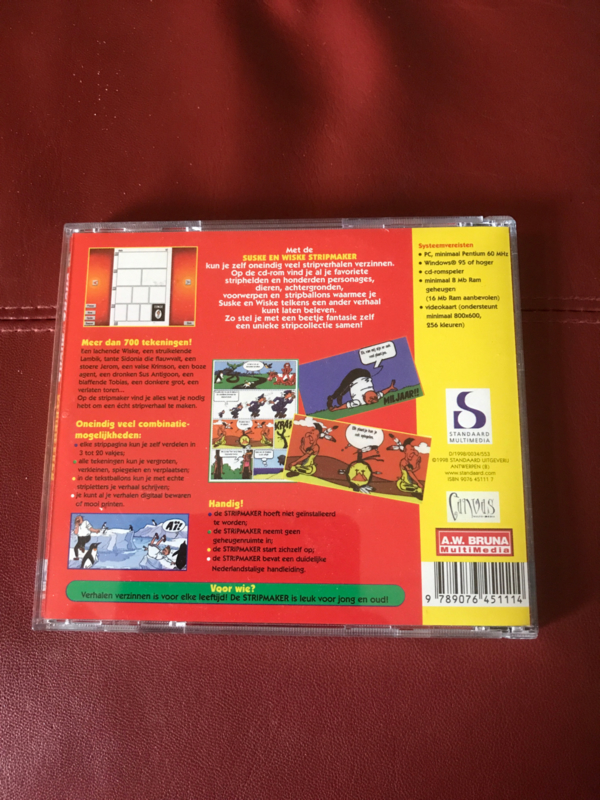 Met de
SUSKE EN WISKE STRIPMAKER
kun je zelf oneindig veel stripverhalen verzinnen.
Op de cd-rom vind je al je favoriete
striphelden en honderden personages,
dieren, achtergronden,
voorwerpen en stripballons waarmee je
Suske en Wiske telkens een ander verhaal
kunt laten beleven.
Zo stel je met een beetje fantasie zelf
een unieke stripcollectie samen!
Meer dan 700 tekeningen!
Een lachende Wiske, een struikelende
Lambik, tante Sidonia die flauwvalt, een
stoere Jerom, een valse Krimson, een boze
agent, een dronken Sus Antigoon, een
blaffende Tobias, een donkere grot, een
verlaten toren...
Op de stripmaker vind je alles wat je nodig
hebt om een écht stripverhaal te maken.
Oneindig veel combinatie-
mogelijkheden:
elke strippagina kun je zelf verdelen in
2 tot 20 vakjes;
alle tekeningen kun je vergroten,
verkleinen, spiegelen en verplaatsen;
in de tekstballons kun je met echte
stripletters je verhaal schrijven;
je kunt al je verhalen digitaal bewaren
of mooi printen.
AI!
KRAK
MILJAAR!!
Handig!
de STRIPMAKER hoeft niet geïnstalleerd
te worden;
de STRIPMAKER neemt geen
geheugenruimte in;
de STRIPMAKER start zichzelf op;
de STRIPMAKER bevat een duidelijke
Nederlandstalige handleiding.
Voor wie?
Verhalen verzinnen is voor elke leeftijd! De STRIPMAKER is leuk voor jong en oud!
Systeemvereisten
• PC, minimaal Pentium 60 MHz
• Windows® 95 of hoger
• cd-romspeler
• minimaal 8 Mb Ram
geheugen
(16 Mb Ram aanbevolen)
• videokaart (ondersteunt
minimaal 800x600,
256 kleuren)
S
STANDAARD
MULTIMEDIA
D/1998/0034/552
©1998 STANDAARD UITGEVERIJ
ANTWERPEN (B)
www.standaard.com
ISBN 9076 45111 7
A.W. BRUNA
MultiMedia
9 789076 451114